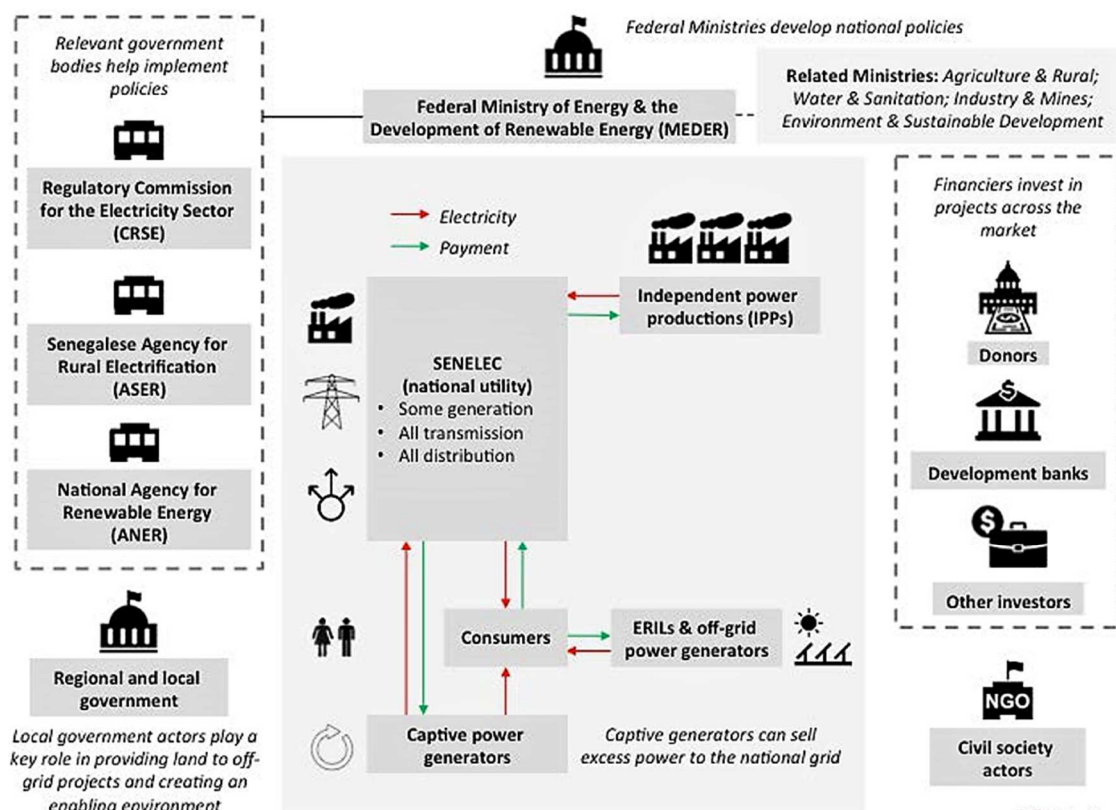 Federal Ministries develop national policies
Relevant government
bodies help implement
policies
Federal Ministry of Energy & the
Development of Renewable Energy (MEDER)
Related Ministries: Agriculture & Rural;
Water & Sanitation; Industry & Mines;
Environment & Sustainable Development
Regulatory Commission
for the Electricity Sector
(CRSE)
Senegalese Agency for
Rural Electrification
(ASER)
National Agency for
Renewable Energy
(ANER)
Regional and local
government
Local government actors play a
key role in providing land to off-
grid projects and creating an
enabling environment
Electricity
Payment
Independent power
productions (IPPs)
SENELEC
(national utility)
• Some generation
• All transmission
• All distribution
Consumers
ERILs & off-grid
power generators
Captive power
generators
Captive generators can sell
excess power to the national grid
Financiers invest in
projects across the
market
Donors
$
Development banks
$
Other investors
NGO
Civil society
actors